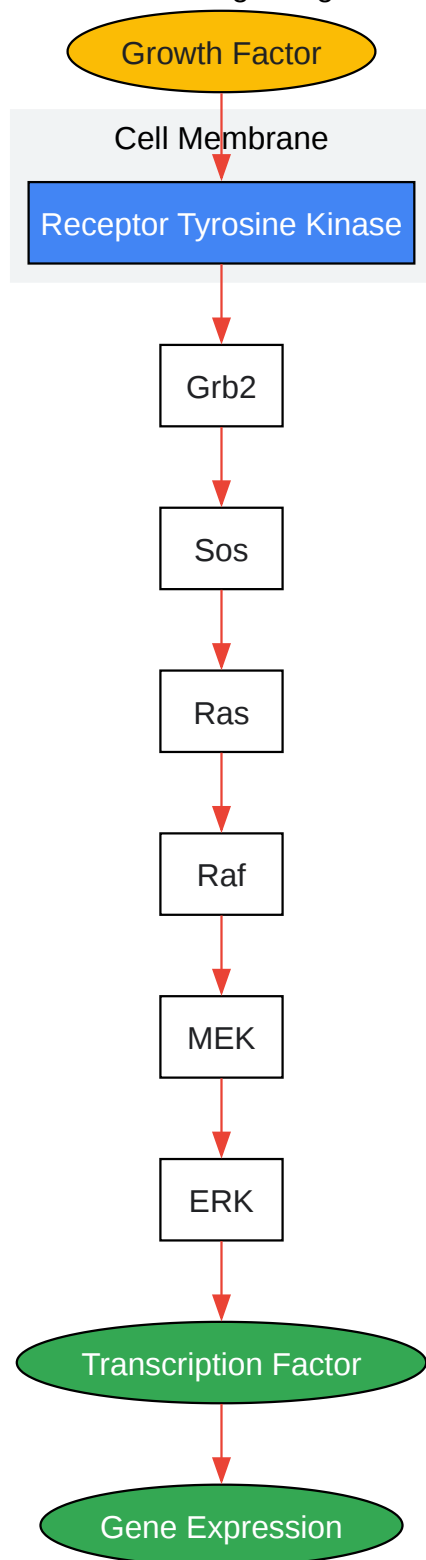 Growth Factor
Cell Membrane
Receptor Tyrosine Kinase
Grb2
Sos
Ras
Raf
MEK
ERK
Transcription Factor
Gene Expression